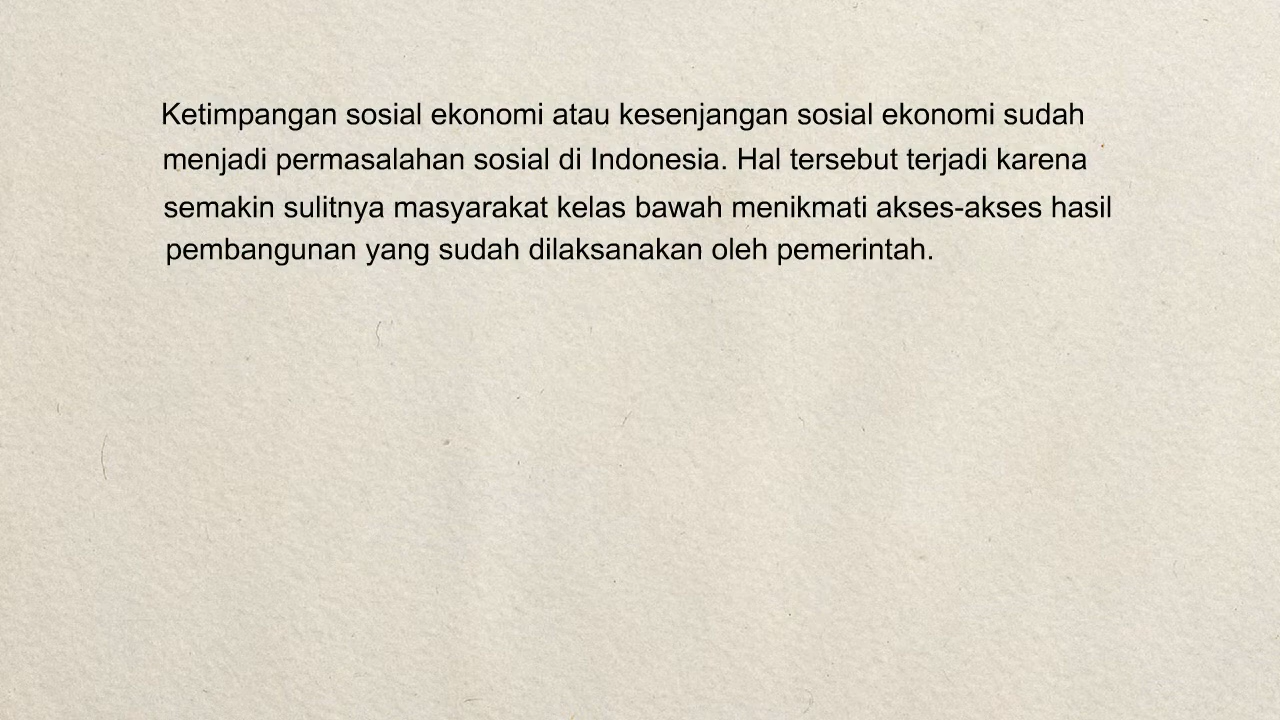 Ketimpangan sosial ekonomi atau kesenjangan sosial ekonomi sudah
menjadi permasalahan sosial di Indonesia. Hal tersebut terjadi karena
semakin sulitnya masyarakat kelas bawah menikmati akses-akses hasil
pembangunan yang sudah dilaksanakan oleh pemerintah.